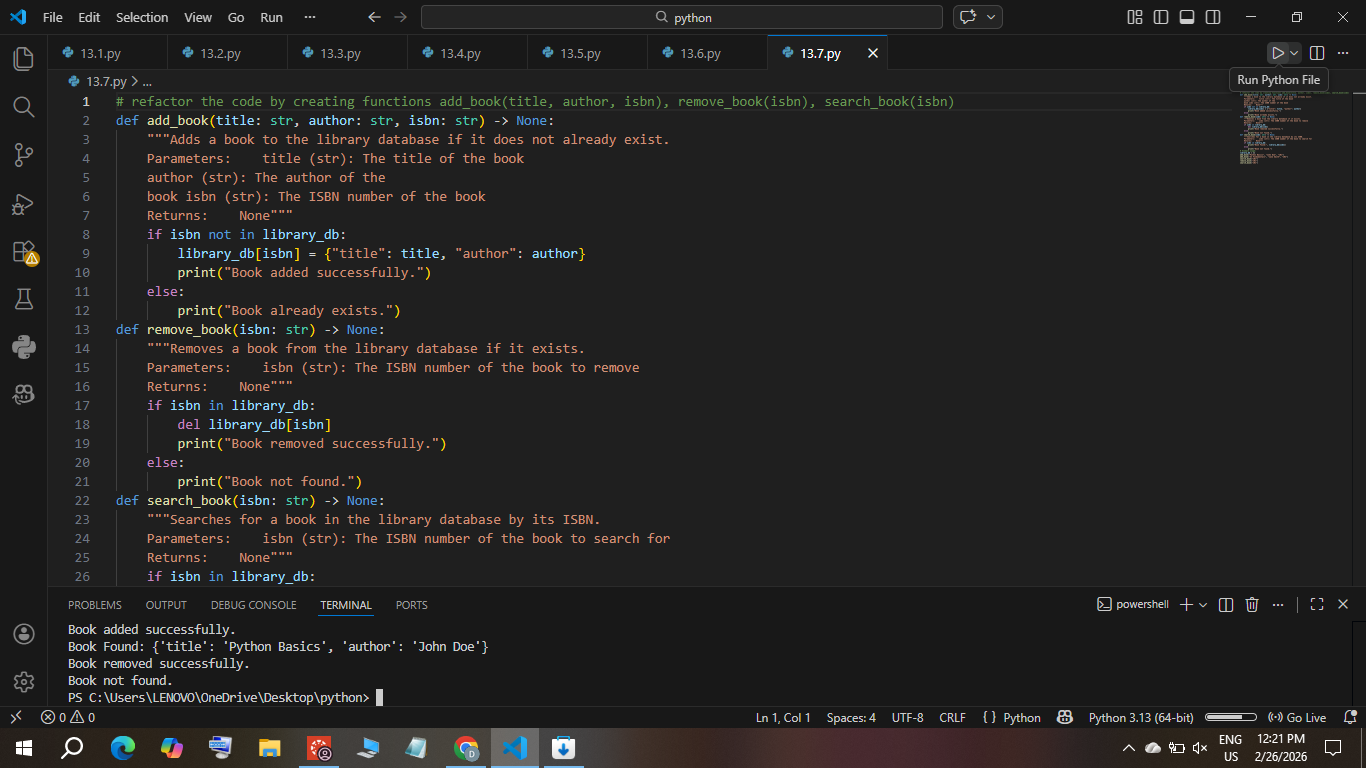 File Edit Selection View Go Run ··· python
13.1.py 13.2.py 13.3.py 13.4.py 13.5.py 13.6.py 13.7.py
13.7.py > ...
Run Python File
1 # refactor the code by creating functions add_book(title, author, isbn), remove_book(isbn), search_book(isbn)
2 def add_book(title: str, author: str, isbn: str) -> None:
3     """Adds a book to the library database if it does not already exist.
4     Parameters:    title (str): The title of the book
5     author (str): The author of the
6     book isbn (str): The ISBN number of the book
7     Returns:    None"""
8     if isbn not in library_db:
9         library_db[isbn] = {"title": title, "author": author}
10         print("Book added successfully.")
11     else:
12         print("Book already exists.")
13 def remove_book(isbn: str) -> None:
14     """Removes a book from the library database if it exists.
15     Parameters:    isbn (str): The ISBN number of the book to remove
16     Returns:    None"""
17     if isbn in library_db:
18         del library_db[isbn]
19         print("Book removed successfully.")
20     else:
21         print("Book not found.")
22 def search_book(isbn: str) -> None:
23     """Searches for a book in the library database by its ISBN.
24     Parameters:    isbn (str): The ISBN number of the book to search for
25     Returns:    None"""
26     if isbn in library_db:
PROBLEMS OUTPUT DEBUG CONSOLE TERMINAL PORTS powershell
Book added successfully.
Book Found: {'title': 'Python Basics', 'author': 'John Doe'}
Book removed successfully.
Book not found.
PS C:\Users\LENOVO\OneDrive\Desktop\python>
0 0 Ln 1, Col 1 Spaces: 4 UTF-8 CRLF { } Python Python 3.13 (64-bit) Go Live
ENG 12:21 PM
US 2/26/2026